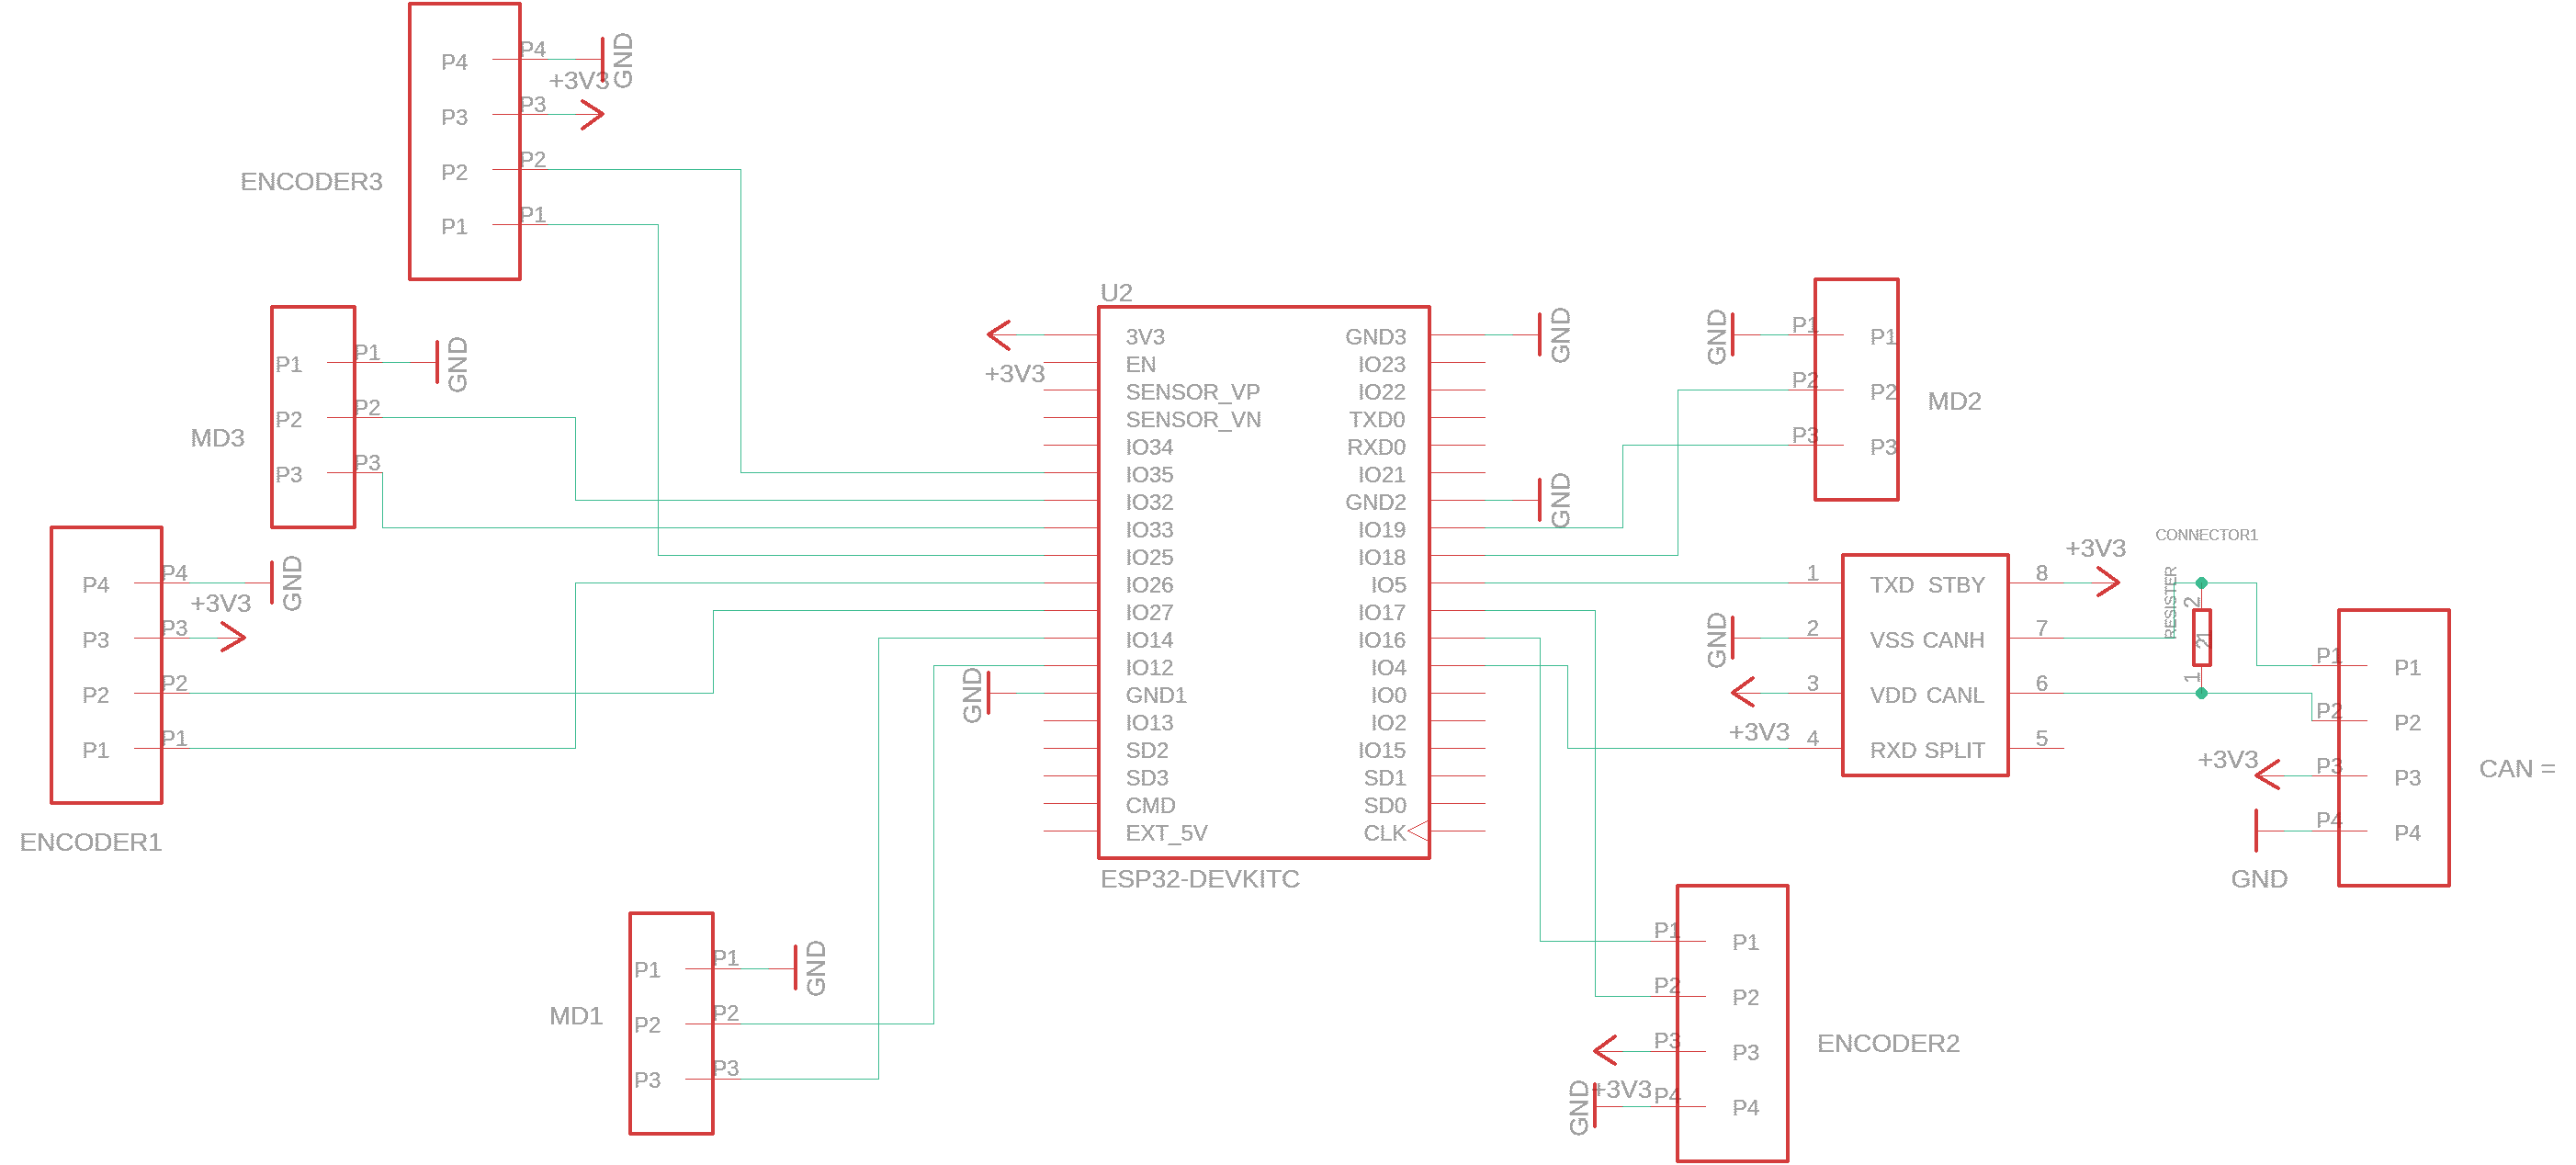 P4 P4 GND
+3V3
P3 P3
P2 P2
ENCODER3
P1 P1
MD3
P1 P1 GND
P2 P2
P3 P3
P4 P4 GND
+3V3
P3 P3
P2 P2
P1 P1
ENCODER1
MD1
P1 P1 GND
P2 P2
P3 P3
U2
+3V3
GND
3V3 GND3 GND
EN IO23
SENSOR_VP IO22
SENSOR_VN TXD0
IO34 RXD0
IO35 IO21
IO32 GND2 GND
IO33 IO19
IO25 IO18
IO26 IO5
IO27 IO17
IO14 IO16
IO12 IO4
GND1 IO0
IO13 IO2
SD2 IO15
SD3 SD1
CMD SD0
EXT_5V CLK
ESP32-DEVKITC
GND P1 P1
P2 P2
MD2
P3 P3
1 TXD STBY 8 +3V3
GND 2 VSS CANH 7
3 VDD CANL 6
+3V3
4 RXD SPLIT 5
CONNECTOR1
RESISTER
2
1
P1 P1
P2 P2
+3V3 P3 P3
P4 P4
GND
CAN =
P1 P1
P2 P2
P3 P3
ENCODER2
+3V3
GND P4 P4